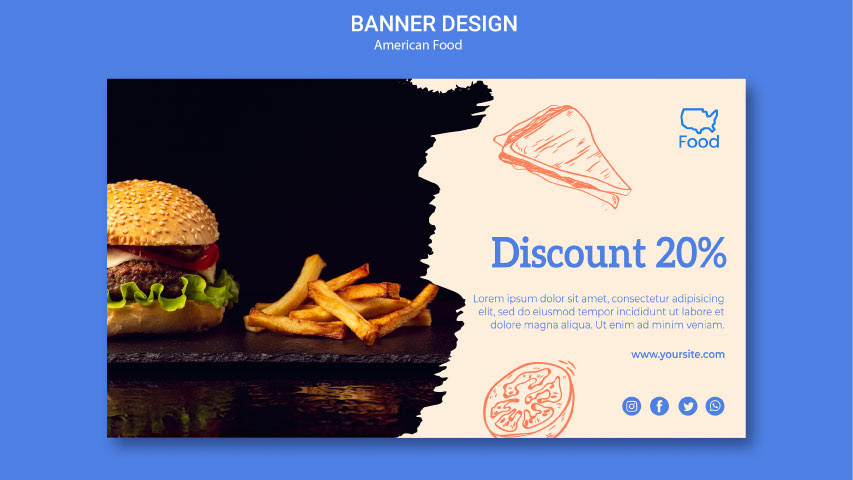 BANNER DESIGN
American Food
Food
Discount 20%
Lorem ipsum dolor sit amet, consectetur adipisicing
elit, sed do eiusmod tempor incididunt ut labore et
dolore magna aliqua. Ut enim ad minim veniam.
www.yoursite.com